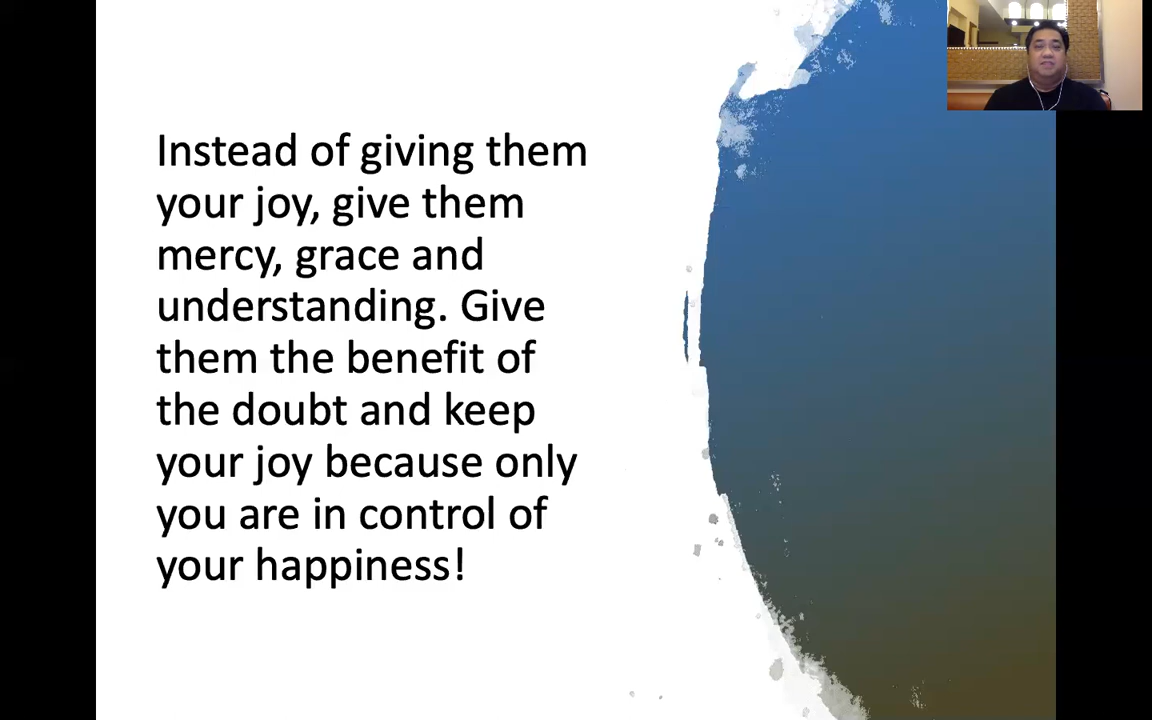 Instead of giving them
your joy, give them
mercy, grace and
understanding. Give
them the benefit of
the doubt and keep
your joy because only
you are in control of
your happiness!